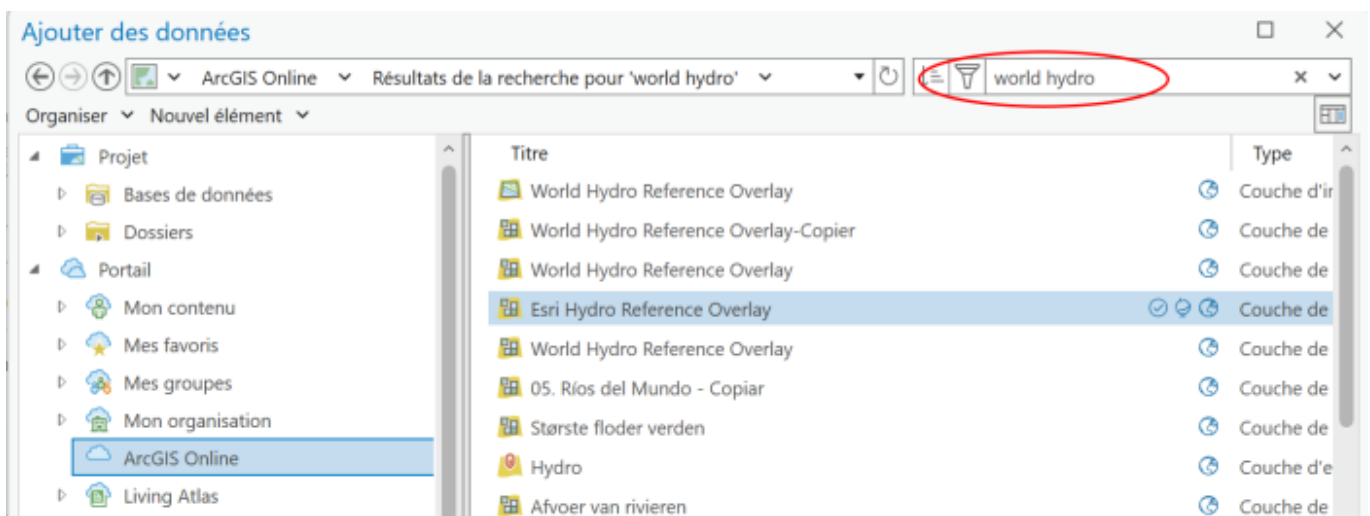 Ajouter des données
ArcGIS Online Résultats de la recherche pour 'world hydro' world hydro
Organiser Nouvel élément
Projet
Bases de données
Dossiers
Portail
Mon contenu
Mes favoris
Mes groupes
Mon organisation
ArcGIS Online
Living Atlas
Titre Type
World Hydro Reference Overlay Couche d'ir
World Hydro Reference Overlay-Copier Couche de
World Hydro Reference Overlay Couche de
Esri Hydro Reference Overlay Couche de
World Hydro Reference Overlay Couche de
05. Ríos del Mundo - Copiar Couche de
Største floder verden Couche de
Hydro Couche d'e
Afvoer van rivieren Couche de